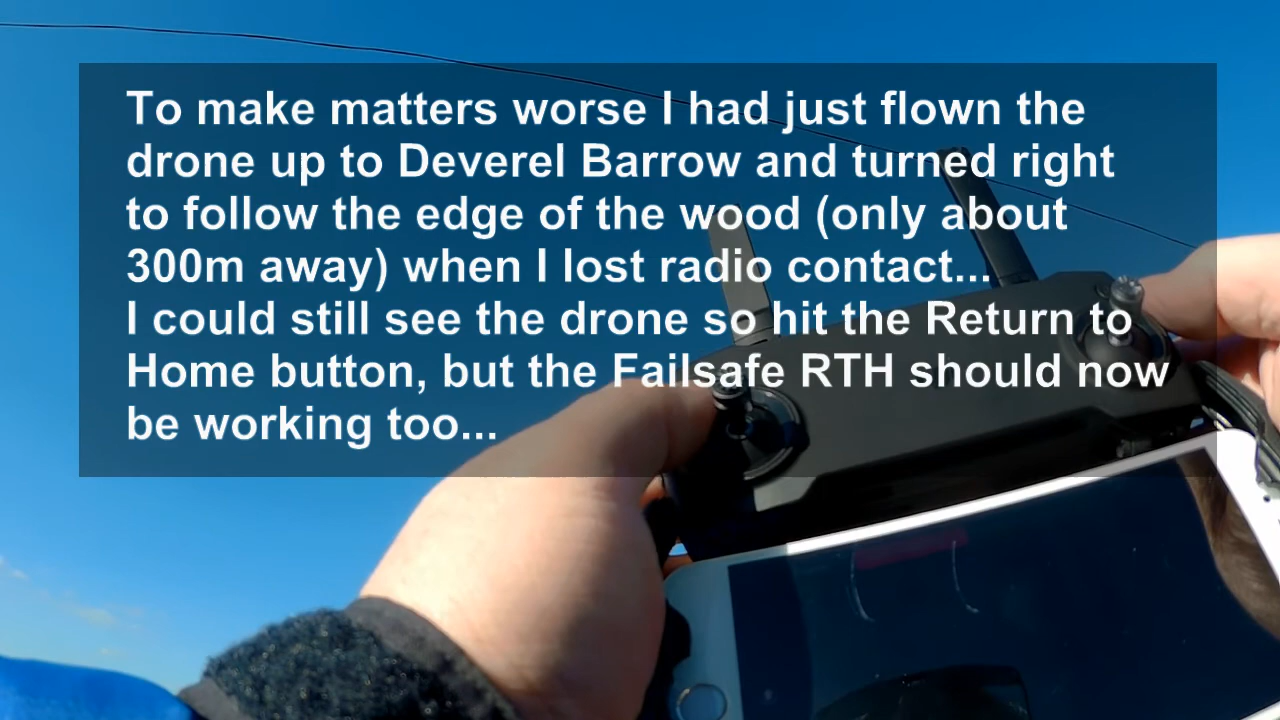 To make matters worse I had just flown the
drone up to Deverel Barrow and turned right
to follow the edge of the wood (only about
300m away) when I lost radio contact...
I could still see the drone so hit the Return to
Home button, but the Failsafe RTH should now
be working too...